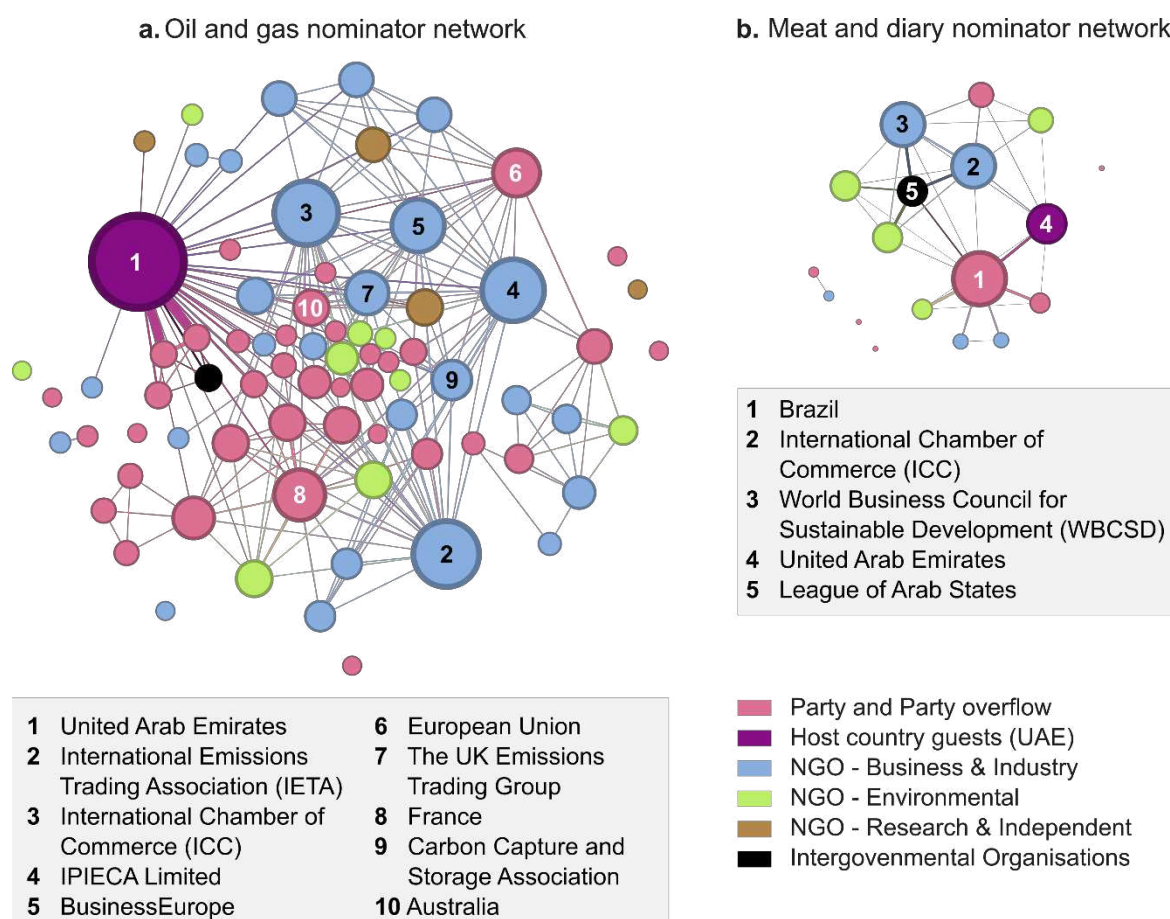 a. Oil and gas nominator network
1
2
3
4
5
6
7
8
9
10
1 United Arab Emirates
2 International Emissions
Trading Association (IETA)
3 International Chamber of
Commerce (ICC)
4 IPIECA Limited
5 BusinessEurope
6 European Union
7 The UK Emissions
Trading Group
8 France
9 Carbon Capture and
Storage Association
10 Australia
b. Meat and diary nominator network
3
2
5
4
1
1 Brazil
2 International Chamber of
Commerce (ICC)
3 World Business Council for
Sustainable Development (WBCSD)
4 United Arab Emirates
5 League of Arab States
Party and Party overflow
Host country guests (UAE)
NGO - Business & Industry
NGO - Environmental
NGO - Research & Independent
Intergovenmental Organisations